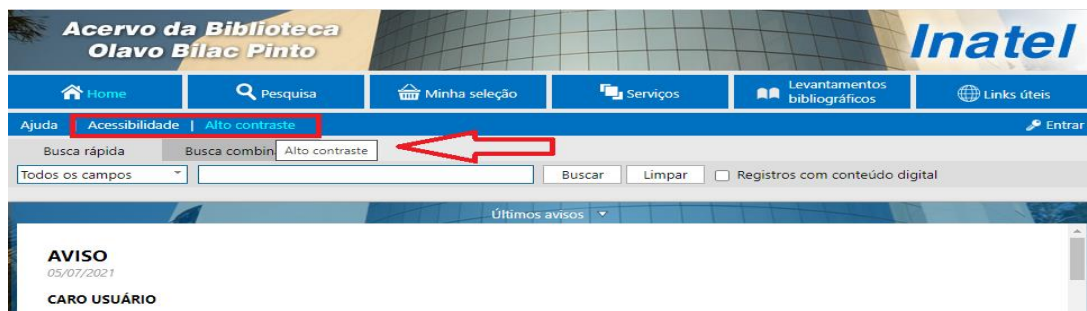 Acervo da Biblioteca
Olavo Bilac Pinto
Inatel
Home
Pesquisa
Minha seleção
Serviços
Levantamentos
bibliográficos
Links úteis
Ajuda | Acessibilidade | Alto contraste
Entrar
Busca rápida
Busca combin
Alto contraste
Todos os campos
Buscar
Limpar
Registros com conteúdo digital
Últimos avisos
AVISO
05/07/2021
CARO USUÁRIO